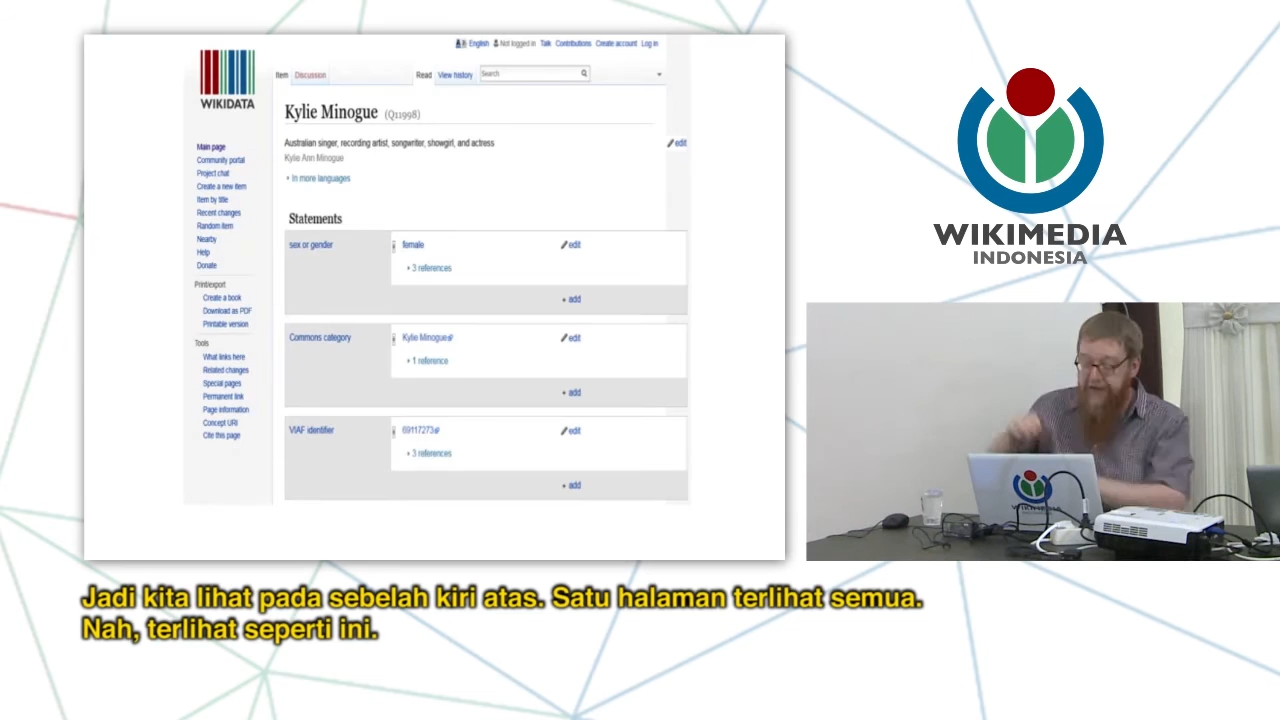 English Not logged in Talk Contributions Create account Log in
Item Discussion Read View history Search
WIKIDATA
Kylie Minogue (Q11998)
Australian singer, recording artist, songwriter, showgirl, and actress
edit
Kylie Ann Minogue
In more languages
Main page
Community portal
Project chat
Create a new item
Item by title
Recent changes
Random item
Nearby
Help
Donate
Print/export
Create a book
Download as PDF
Printable version
Tools
What links here
Related changes
Special pages
Permanent link
Page information
Concept URI
Cite this page
Statements
sex or gender
female
edit
3 references
+ add
Commons category
Kylie Minogue
edit
1 reference
+ add
VIAF identifier
69117273
edit
3 references
+ add
WIKIMEDIA
INDONESIA
Jadi kita lihat pada sebelah kiri atas. Satu halaman terlihat semua.
Nah, terlihat seperti ini.